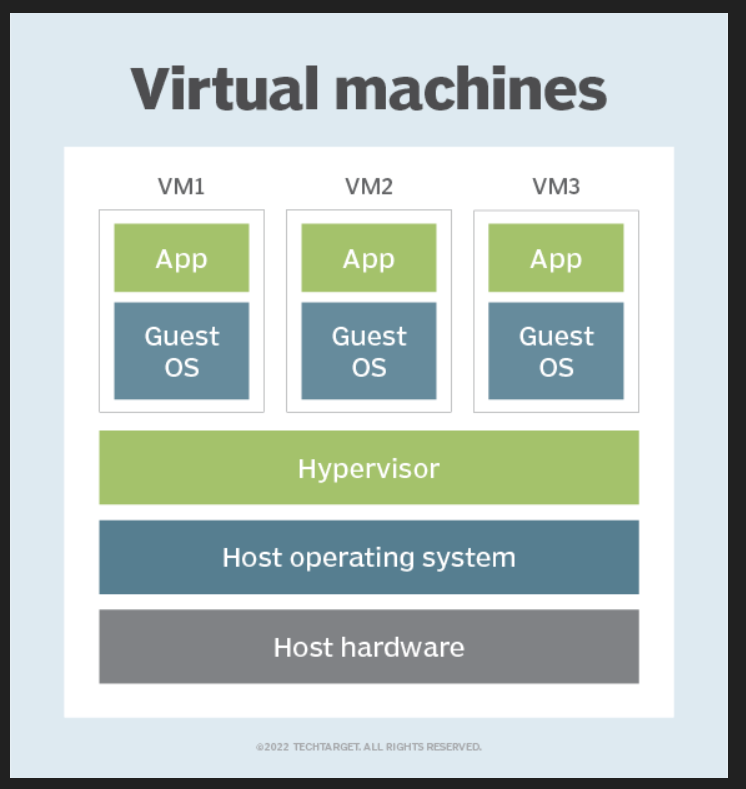 Virtual machines
VM1 VM2 VM3
App App App
Guest OS Guest OS Guest OS
Hypervisor
Host operating system
Host hardware
©2022 TECHTARGET. ALL RIGHTS RESERVED.